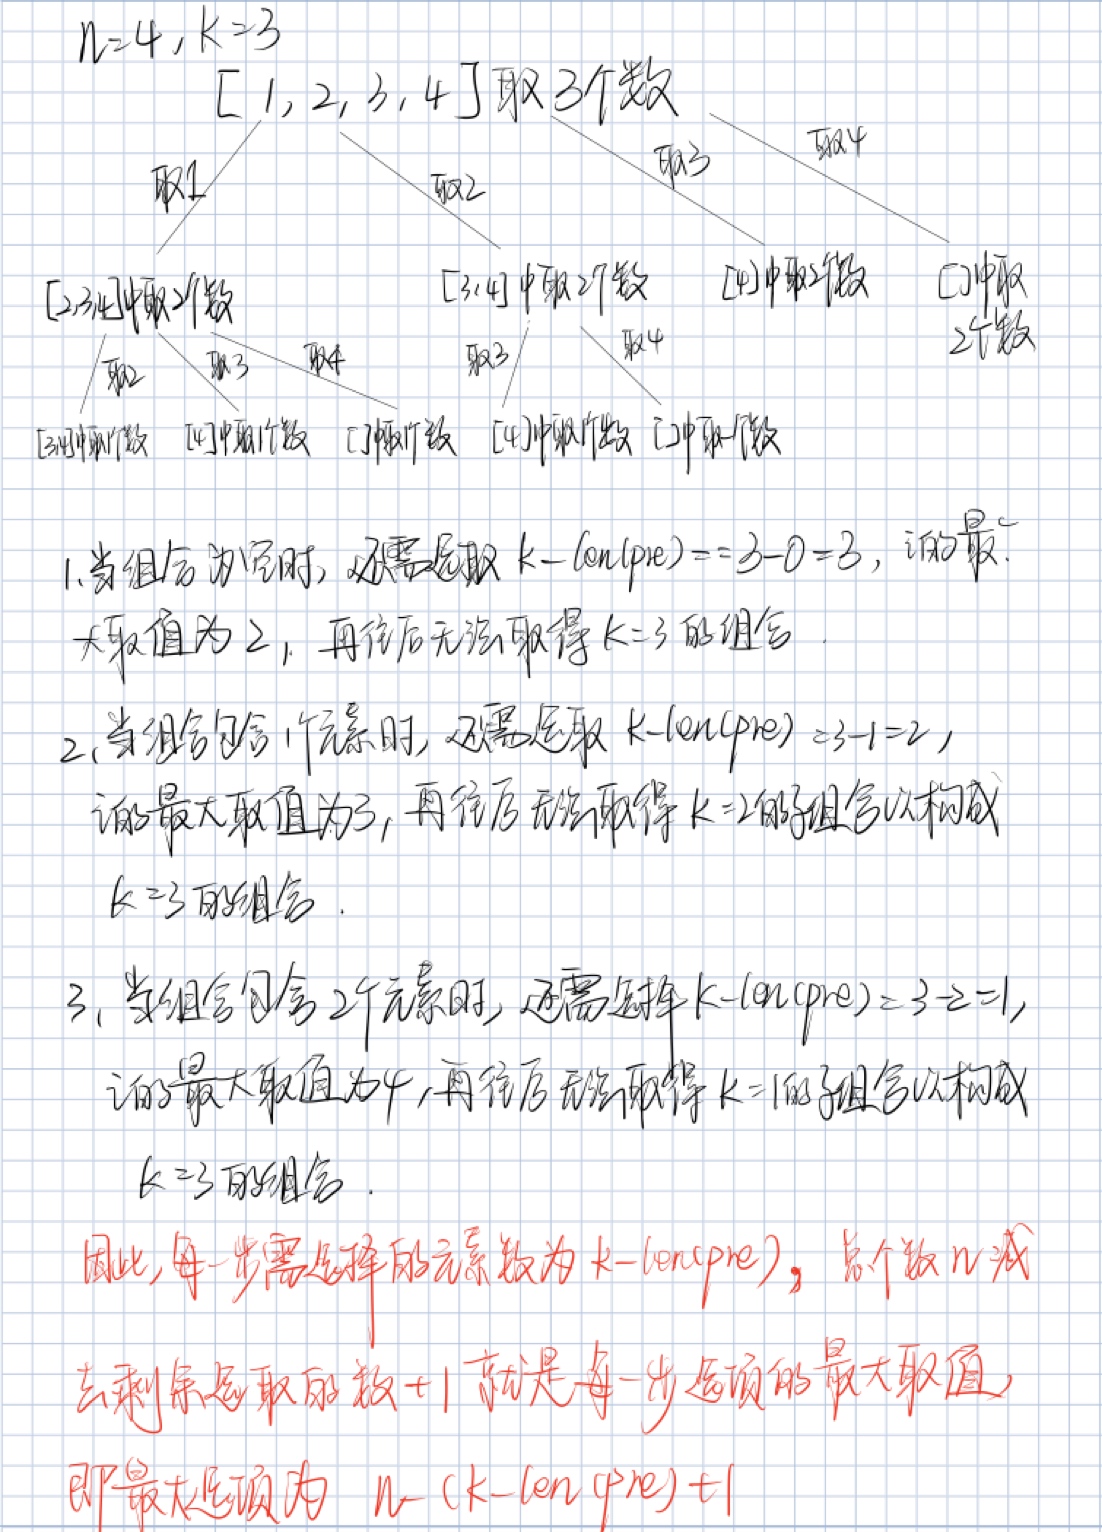 n=4, k=3
[1, 2, 3, 4]取3个数
取1 取2 取3 取4
[2,3,4]中取2个数 [3,4]中取2个数 [4]中取2个数 []中取
2个数
取2 取3 取4 取3 取4
[3,4]中取1个数 [4]中取1个数 []中取1个数 [4]中取1个数 []中取1个数
1.当组合为空时, 还需选取 k-len(pre)==3-0=3, i的最
大取值为2, 再往后无法取得k=3的组合
2.当组合包含1个元素时, 还需选取 k-len(pre)=3-1=2,
i的最大取值为3, 再往后无法取得k=2的子组合以构成
k=3的组合.
3.当组合包含2个元素时, 还需选择k-len(pre)=3-2=1,
i的最大取值为4, 再往后无法取得k=1的子组合以构成
k=3的组合.
因此,每一步需选择的元素数为k-len(pre), 总个数n减
去剩余选取的数+1就是每一步选项的最大取值,
即最大选项为 n-(k-len(pre)+1